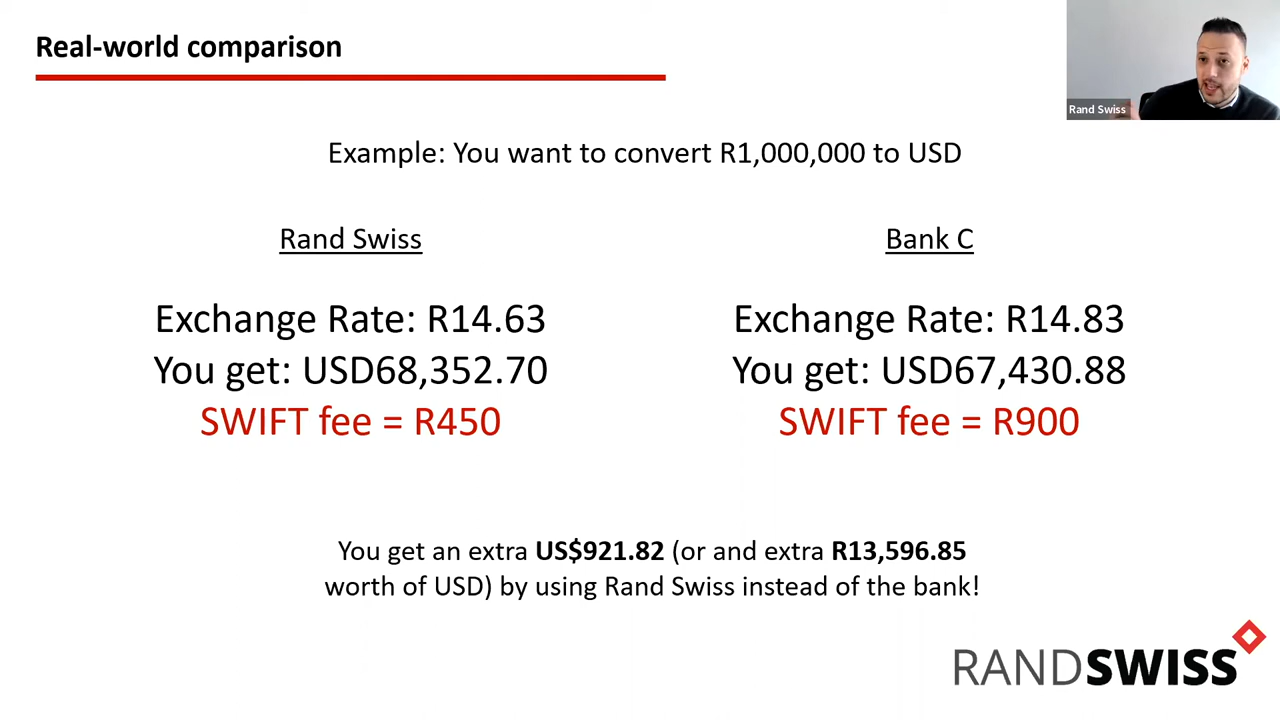 Real-world comparison
Rand Swiss
Example: You want to convert R1,000,000 to USD
Rand Swiss
Exchange Rate: R14.63
You get: USD68,352.70
SWIFT fee = R450
Bank C
Exchange Rate: R14.83
You get: USD67,430.88
SWIFT fee = R900
You get an extra US$921.82 (or and extra R13,596.85
worth of USD) by using Rand Swiss instead of the bank!
RANDSWISS